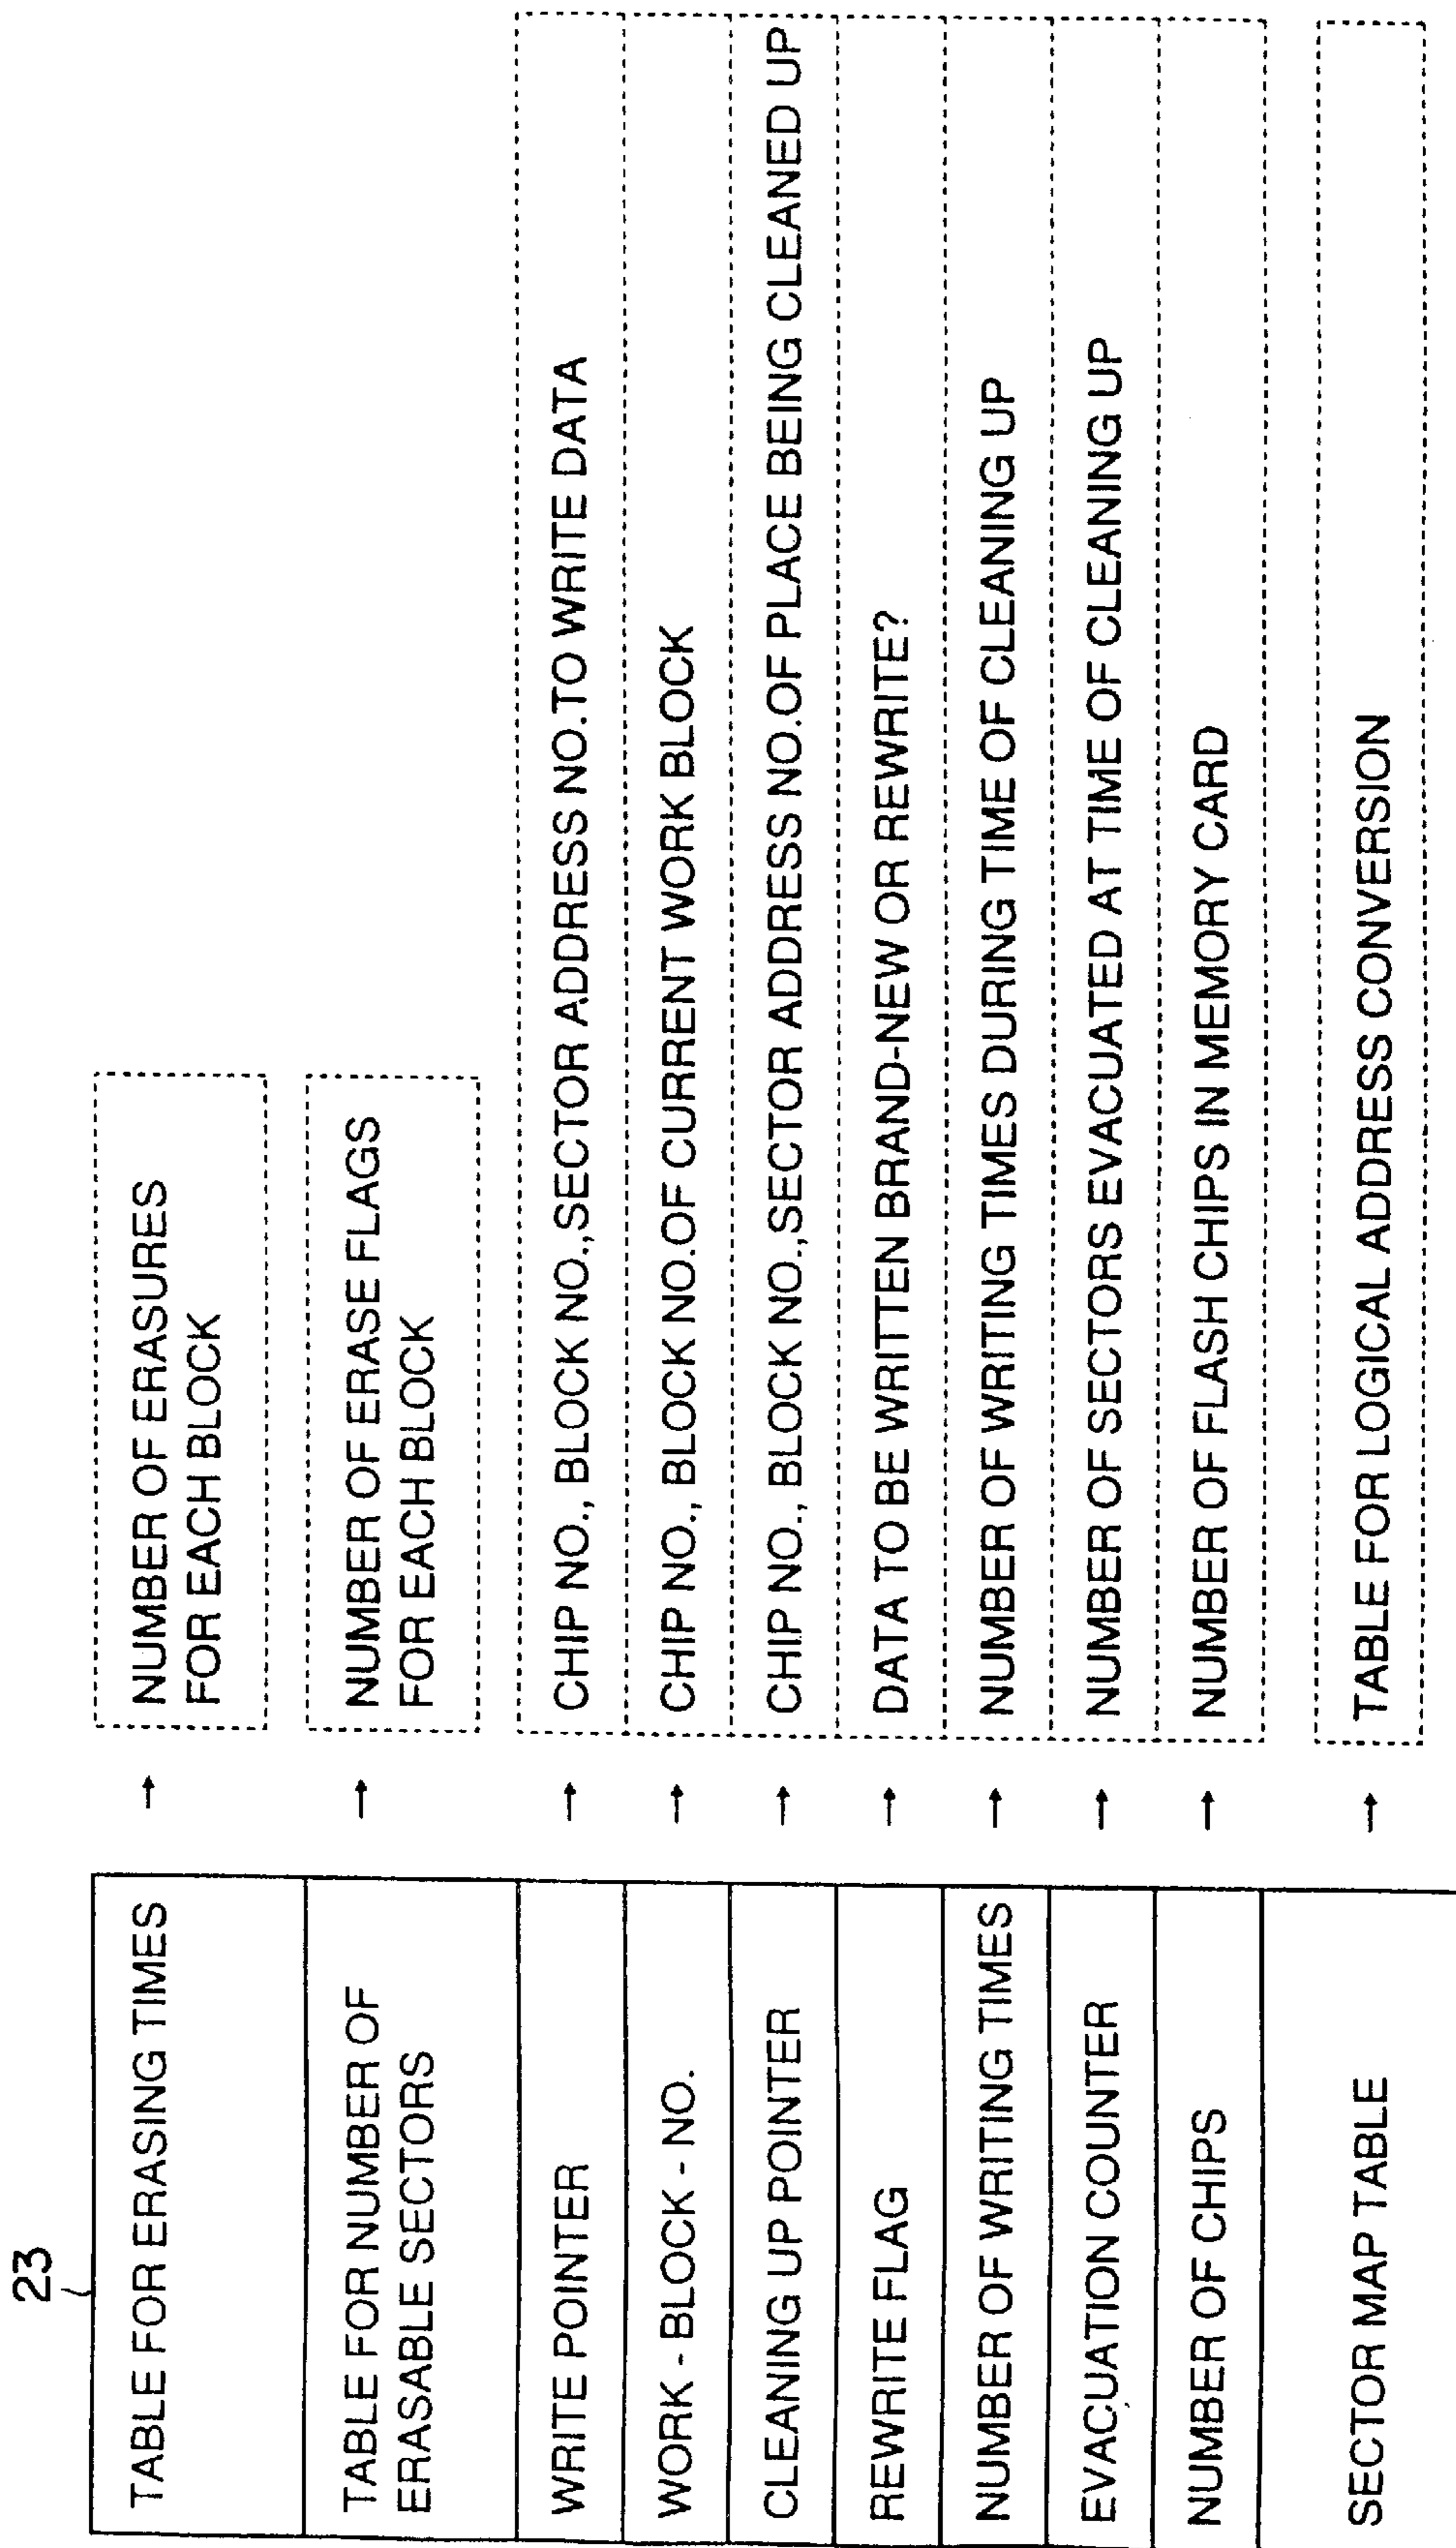 23
TABLE FOR ERASING TIMES
→ NUMBER OF ERASURES
FOR EACH BLOCK
TABLE FOR NUMBER OF
ERASABLE SECTORS
→ NUMBER OF ERASE FLAGS
FOR EACH BLOCK
WRITE POINTER → CHIP NO., BLOCK NO.,SECTOR ADDRESS NO.TO WRITE DATA
WORK - BLOCK - NO. → CHIP NO., BLOCK NO.OF CURRENT WORK BLOCK
CLEANING UP POINTER → CHIP NO., BLOCK NO.,SECTOR ADDRESS NO.OF PLACE BEING CLEANED UP
REWRITE FLAG → DATA TO BE WRITTEN BRAND-NEW OR REWRITE?
NUMBER OF WRITING TIMES → NUMBER OF WRITING TIMES DURING TIME OF CLEANING UP
EVACUATION COUNTER → NUMBER OF SECTORS EVACUATED AT TIME OF CLEANING UP
NUMBER OF CHIPS → NUMBER OF FLASH CHIPS IN MEMORY CARD
SECTOR MAP TABLE → TABLE FOR LOGICAL ADDRESS CONVERSION